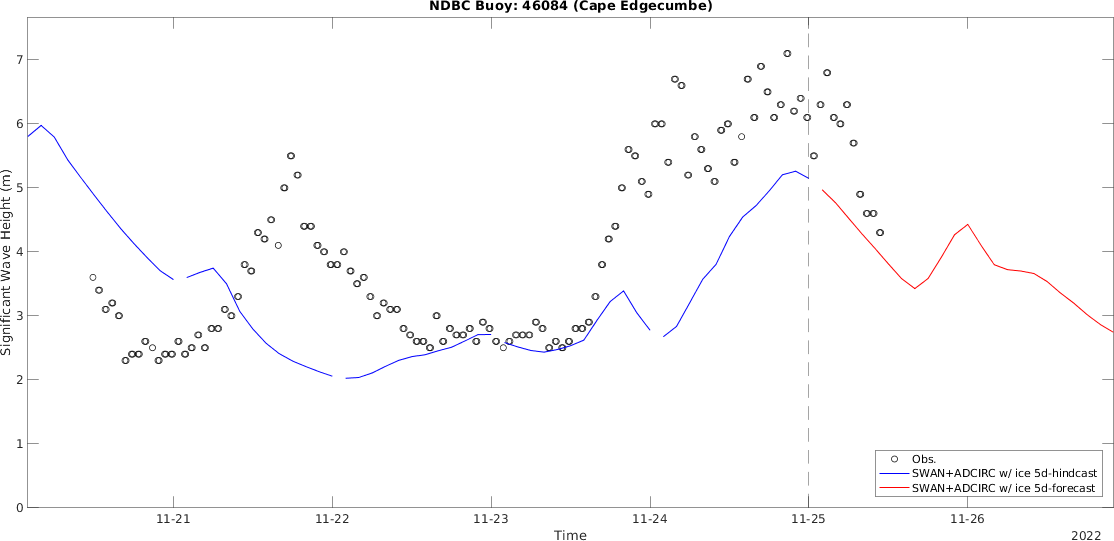 NDBC Buoy: 46084 (Cape Edgecumbe)
7
6
5
4
3
2
1
0
Significant Wave Height (m)
Obs.
SWAN+ADCIRC w/ ice 5d-hindcast
SWAN+ADCIRC w/ ice 5d-forecast
11-21
11-22
11-23
11-24
11-25
11-26
Time
2022